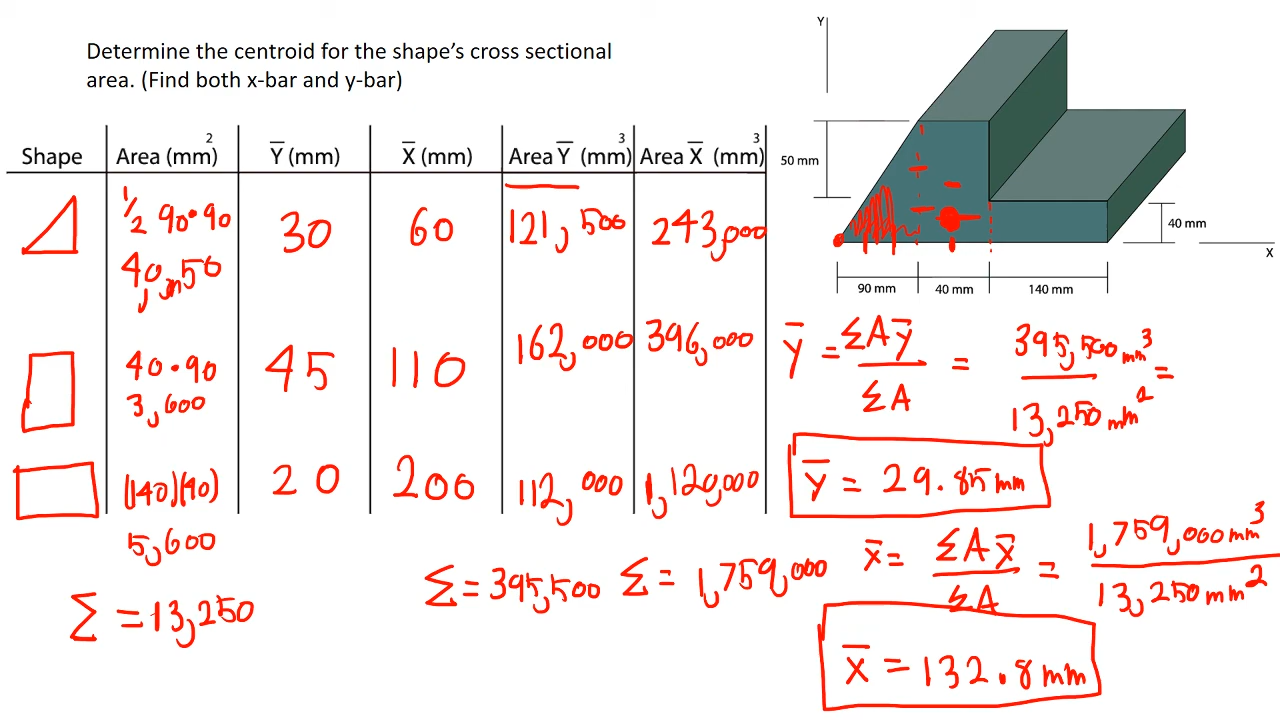 Determine the centroid for the shape's cross sectional
area. (Find both x-bar and y-bar)
Shape Area (mm²) Y̅ (mm) X̅ (mm) Area Y̅ (mm³) Area X̅ (mm³)
½ 90•90
4,050 30 60 121,500 243,000
40•90
3,600 45 110 162,000 396,000
(140)(40) 20 200 112,000 1,120,000
5,600
Σ = 13,250
Σ = 395,500 Σ = 1,759,000
Y
50 mm
40 mm
X
90 mm 40 mm 140 mm
Y̅ = ΣAY̅ / ΣA = 395,500 mm³ / 13,250 mm² =
Y̅ = 29.85 mm
X̅ = ΣAX̅ / ΣA = 1,759,000 mm³ / 13,250 mm²
X̅ = 132.8 mm